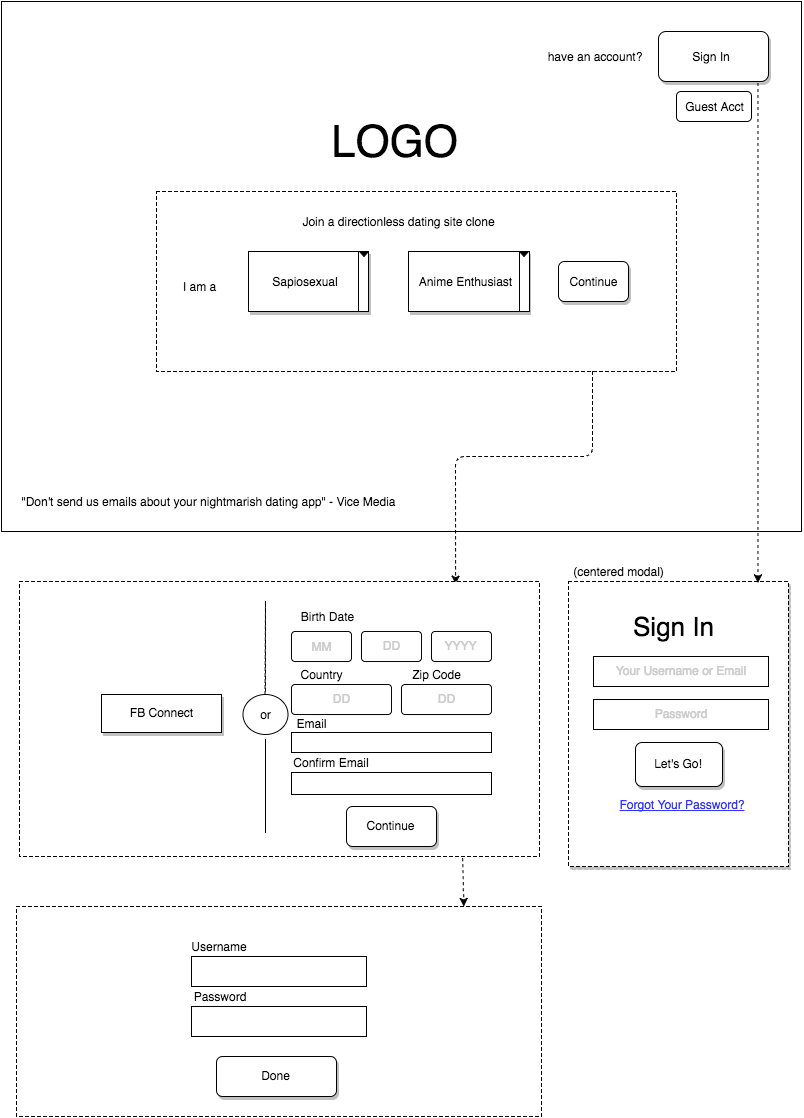 have an account?
Sign In
Guest Acct
LOGO
Join a directionless dating site clone
I am a
Sapiosexual
Anime Enthusiast
Continue
"Don't send us emails about your nightmarish dating app" - Vice Media
Birth Date
MM
DD
YYYY
Country
Zip Code
DD
DD
FB Connect
or
Email
Confirm Email
Continue
(centered modal)
Sign In
Your Username or Email
Password
Let's Go!
Forgot Your Password?
Username
Password
Done